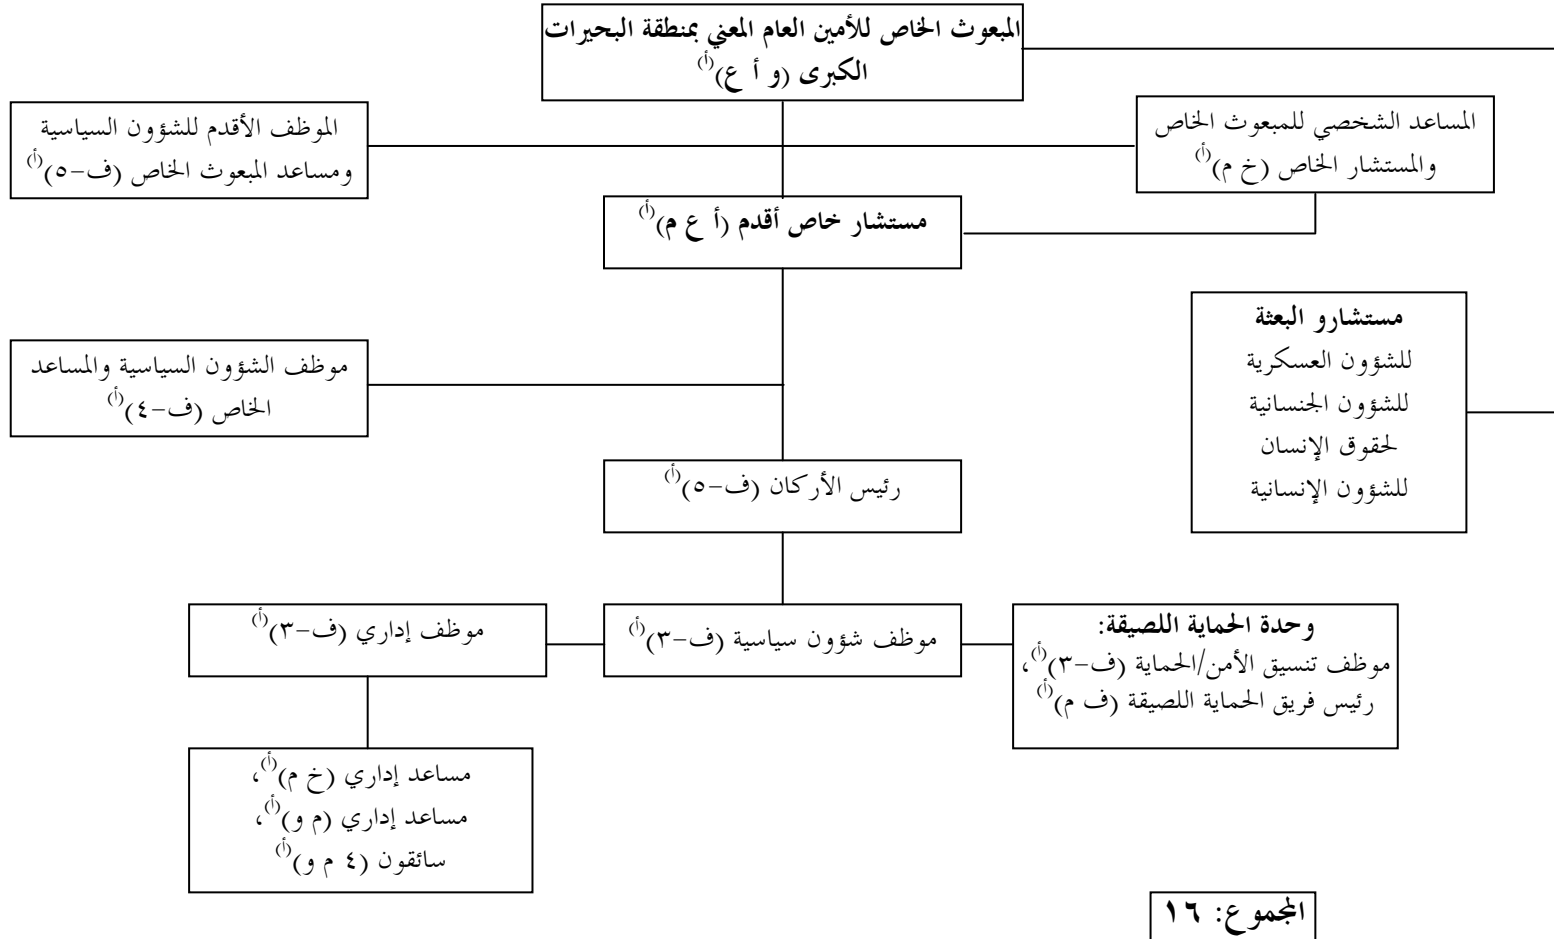 المبعوث الخاص للأمين العام المعني بمنطقة البحيرات
الكبرى (و أ ع)(أ)
المساعد الشخصي للمبعوث الخاص
والمستشار الخاص (خ م)(أ)
الموظف الأقدم للشؤون السياسية
ومساعد المبعوث الخاص (ف-٥)(أ)
مستشار خاص أقدم (أ ع م)(أ)
مستشارو البعثة
للشؤون العسكرية
للشؤون الجنسانية
لحقوق الإنسان
للشؤون الإنسانية
موظف الشؤون السياسية والمساعد
الخاص (ف-٤)(أ)
رئيس الأركان (ف-٥)(أ)
وحدة الحماية اللصيقة:
موظف تنسيق الأمن/الحماية (ف-٣)(أ)،
رئيس فريق الحماية اللصيقة (ف م)(أ)
موظف شؤون سياسية (ف-٣)(أ)
موظف إداري (ف-٣)(أ)
مساعد إداري (خ م)(أ)،
مساعد إداري (م و)(أ)،
سائقون (٤ م و)(أ)
المجموع: ١٦